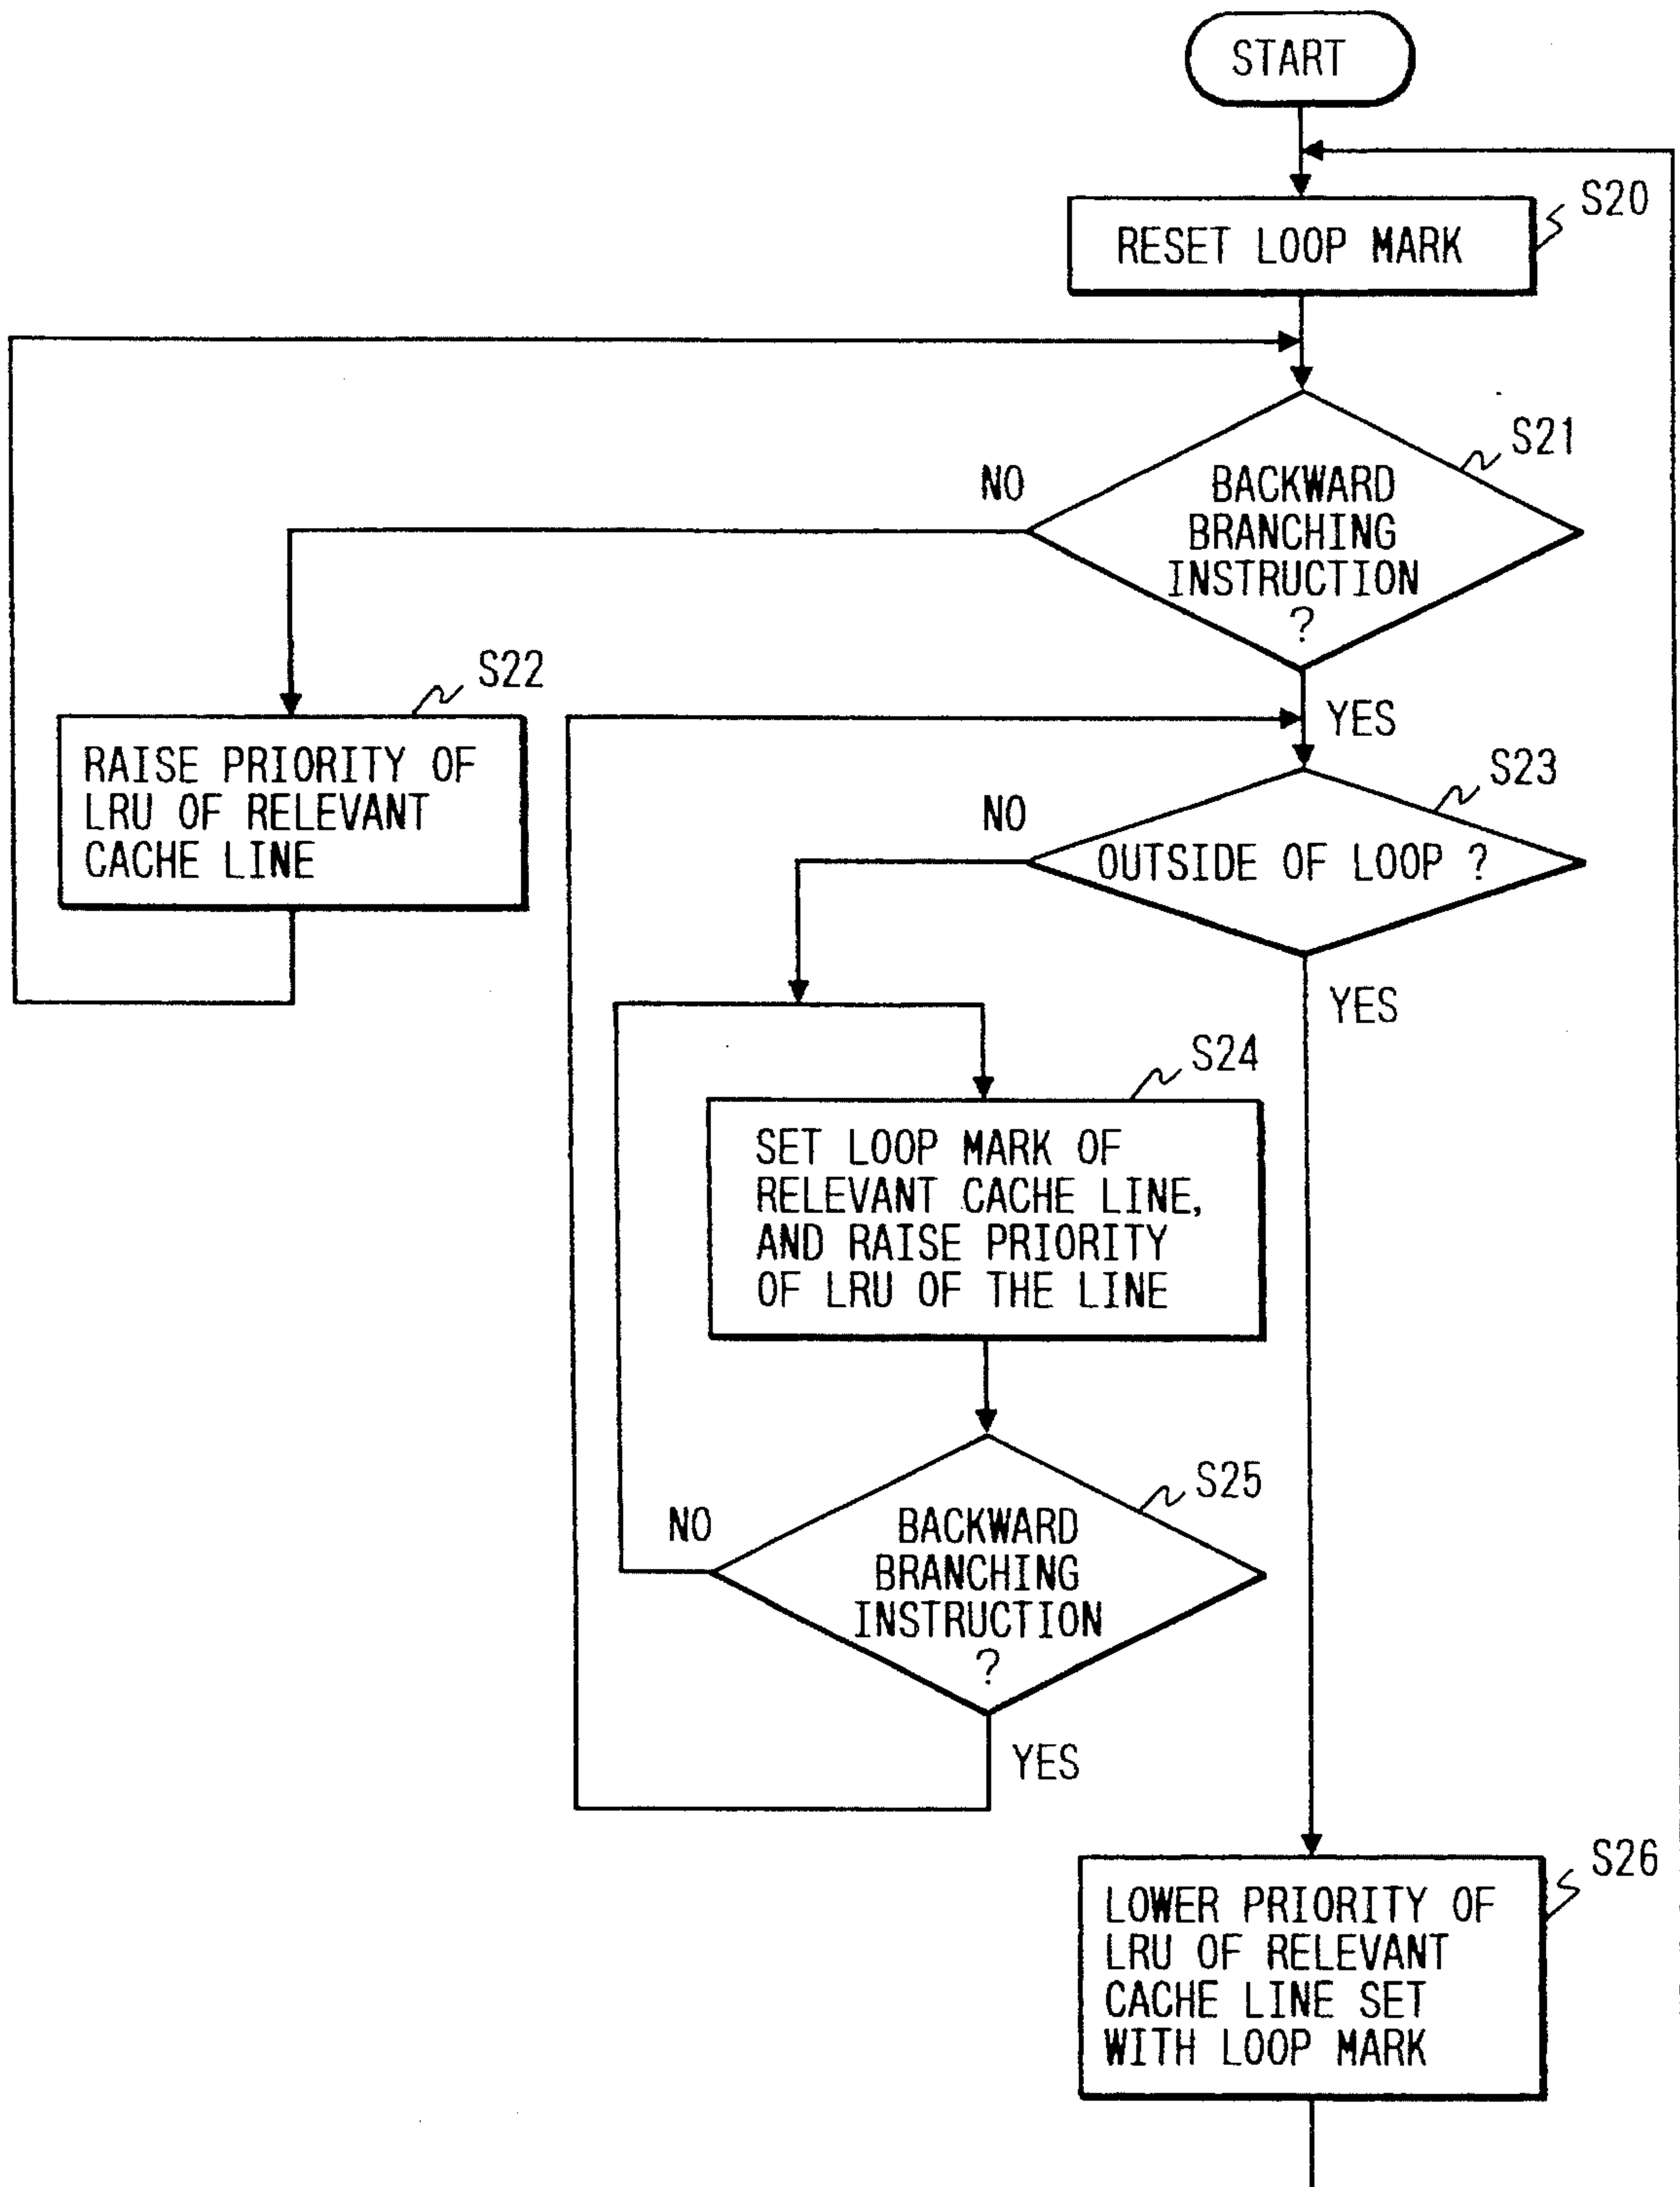 START
S20
RESET LOOP MARK
S21
NO
BACKWARD
BRANCHING
INSTRUCTION
?
S22
YES
RAISE PRIORITY OF
LRU OF RELEVANT
CACHE LINE
S23
NO
OUTSIDE OF LOOP ?
YES
S24
SET LOOP MARK OF
RELEVANT CACHE LINE,
AND RAISE PRIORITY
OF LRU OF THE LINE
S25
NO
BACKWARD
BRANCHING
INSTRUCTION
?
YES
S26
LOWER PRIORITY OF
LRU OF RELEVANT
CACHE LINE SET
WITH LOOP MARK